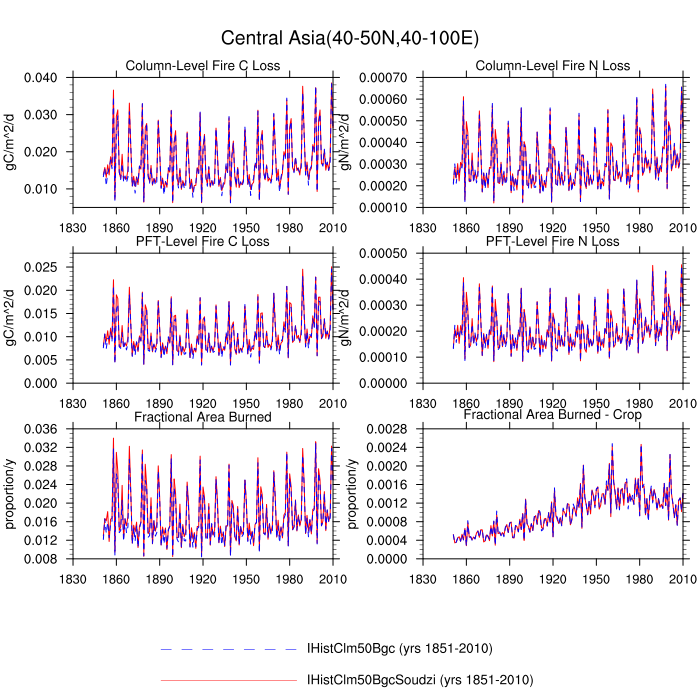 Central Asia(40-50N,40-100E)
Column-Level Fire C Loss
gC/m^2/d
0.040
0.030
0.020
0.010
1830 1860 1890 1920 1950 1980 2010
Column-Level Fire N Loss
gN/m^2/d
0.00070
0.00060
0.00050
0.00040
0.00030
0.00020
0.00010
1830 1860 1890 1920 1950 1980 2010
PFT-Level Fire C Loss
gC/m^2/d
0.025
0.020
0.015
0.010
0.005
0.000
1830 1860 1890 1920 1950 1980 2010
PFT-Level Fire N Loss
gN/m^2/d
0.00050
0.00040
0.00030
0.00020
0.00010
0.00000
1830 1860 1890 1920 1950 1980 2010
Fractional Area Burned
proportion/y
0.036
0.032
0.028
0.024
0.020
0.016
0.012
0.008
1830 1860 1890 1920 1950 1980 2010
Fractional Area Burned - Crop
proportion/y
0.0028
0.0024
0.0020
0.0016
0.0012
0.0008
0.0004
0.0000
1830 1860 1890 1920 1950 1980 2010
IHistClm50Bgc (yrs 1851-2010)
IHistClm50BgcSoudzi (yrs 1851-2010)